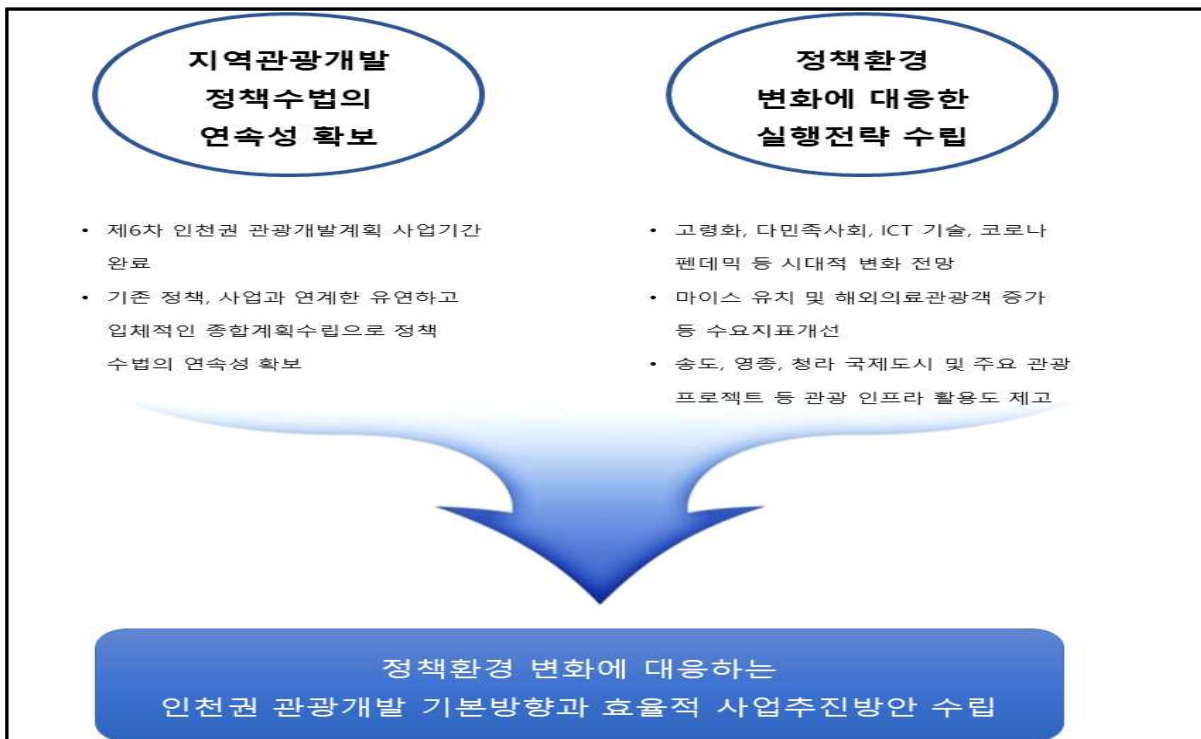 지역관광개발
정책수법의
연속성 확보
• 제6차 인천권 관광개발계획 사업기간
완료
• 기존 정책, 사업과 연계한 유연하고
입체적인 종합계획수립으로 정책
수법의 연속성 확보
정책환경
변화에 대응한
실행전략 수립
• 고령화, 다민족사회, ICT 기술, 코로나
펜데믹 등 시대적 변화 전망
• 마이스 유치 및 해외의료관광객 증가
등 수요지표개선
• 송도, 영종, 청라 국제도시 및 주요 관광
프로젝트 등 관광 인프라 활용도 제고
정책환경 변화에 대응하는
인천권 관광개발 기본방향과 효율적 사업추진방안 수립